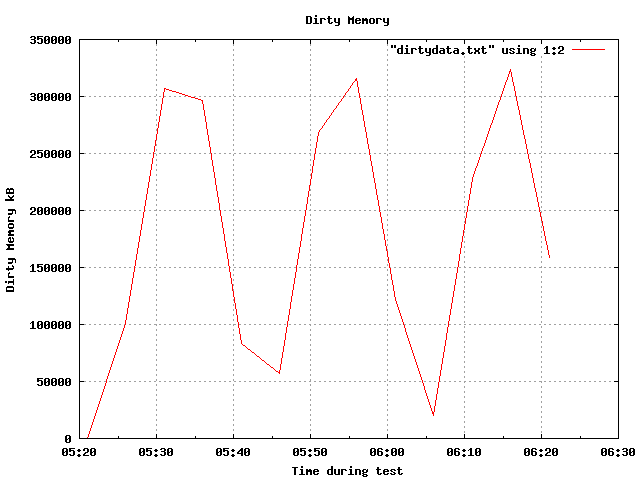 Dirty Memory
"dirtydata.txt" using 1:2
350000
300000
250000
200000
150000
100000
50000
0
Dirty Memory kB
05:20 05:30 05:40 05:50 06:00 06:10 06:20 06:30
Time during test